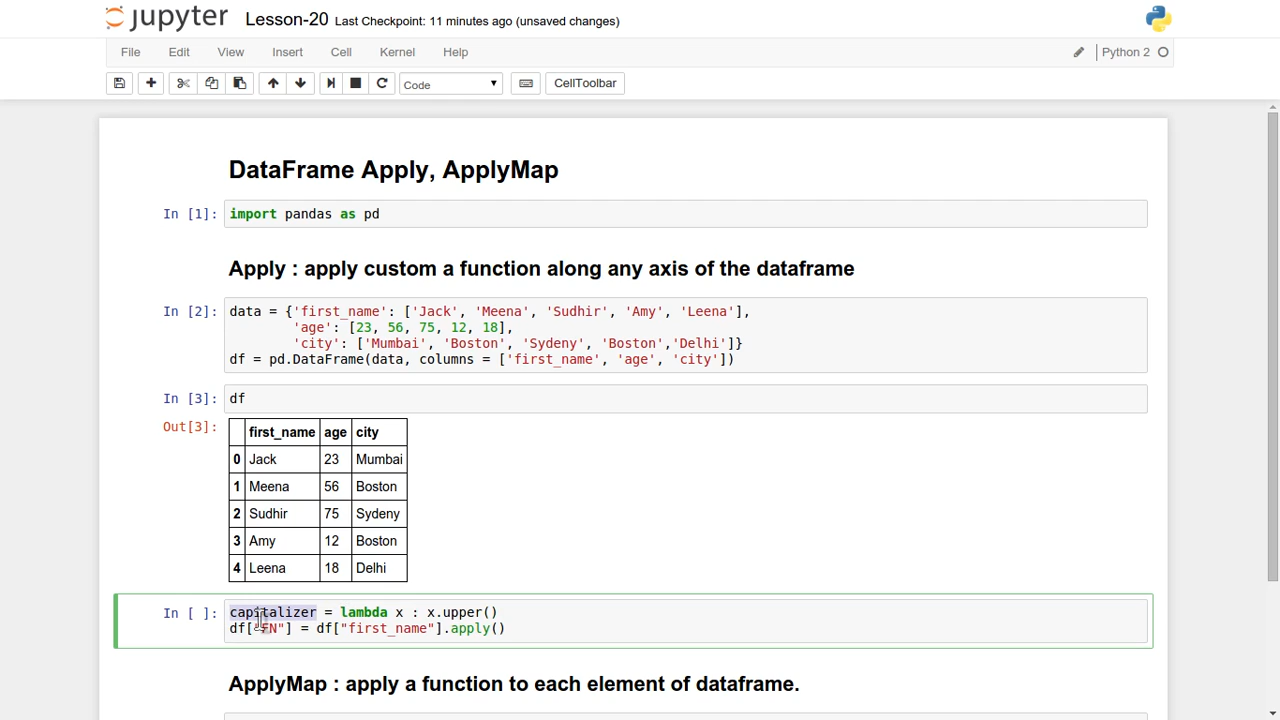 jupyter Lesson-20 Last Checkpoint: 11 minutes ago (unsaved changes)
File Edit View Insert Cell Kernel Help Python 2
Code CellToolbar
DataFrame Apply, ApplyMap
In [1]: import pandas as pd
Apply : apply custom a function along any axis of the dataframe
In [2]: data = {'first_name': ['Jack', 'Meena', 'Sudhir', 'Amy', 'Leena'],
'age': [23, 56, 75, 12, 18],
'city': ['Mumbai', 'Boston', 'Sydeny', 'Boston','Delhi']}
df = pd.DataFrame(data, columns = ['first_name', 'age', 'city'])
In [3]: df
Out[3]:
first_name age city
0 Jack 23 Mumbai
1 Meena 56 Boston
2 Sudhir 75 Sydeny
3 Amy 12 Boston
4 Leena 18 Delhi
In [ ]: capitalizer = lambda x : x.upper()
df["FN"] = df["first_name"].apply()
ApplyMap : apply a function to each element of dataframe.